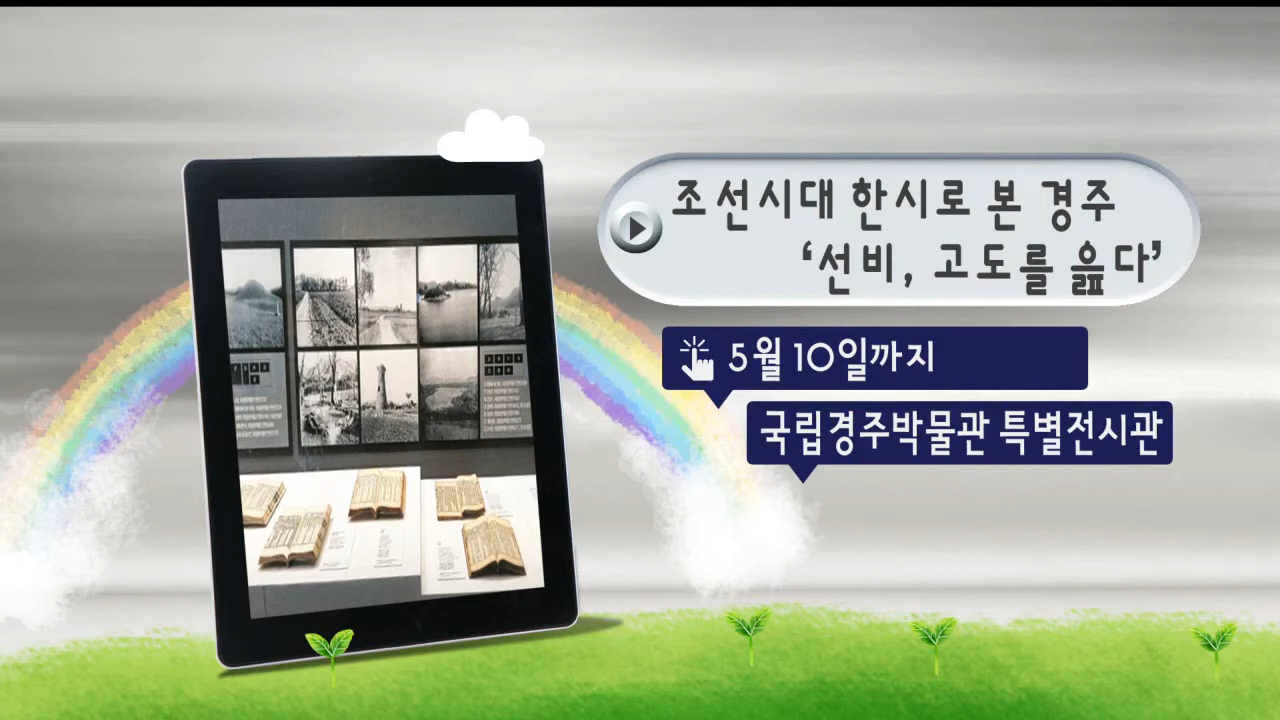 조선시대 한시로 본 경주
‘선비, 고도를 읊다’
5월 10일까지
국립경주박물관 특별전시관